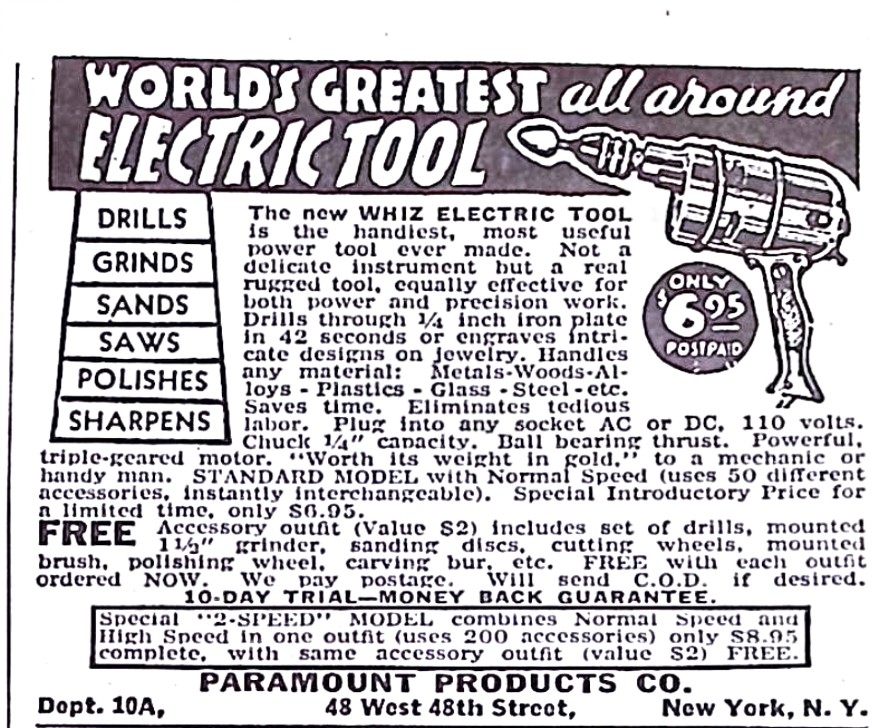 WORLD'S GREATEST all around
ELECTRIC TOOL
DRILLS
GRINDS
SANDS
SAWS
POLISHES
SHARPENS
The new WHIZ ELECTRIC TOOL
is the handiest, most useful
power tool ever made. Not a
delicate instrument but a real
rugged tool, equally effective for
both power and precision work.
Drills through 1/4 inch iron plate
in 42 seconds or engraves intri-
cate designs on jewelry. Handles
any material: Metals-Woods-Al-
loys - Plastics - Glass - Steel - etc.
Saves time. Eliminates tedious
labor. Plug into any socket AC or DC, 110 volts.
Chuck 1/4" capacity. Ball bearing thrust. Powerful,
triple-geared motor. "Worth its weight in gold," to a mechanic or
handy man. STANDARD MODEL with Normal Speed (uses 50 different
accessories, instantly interchangeable). Special Introductory Price for
a limited time, only $6.95.
ONLY
$6.95
POSTPAID
FREE Accessory outfit (Value $2) includes set of drills, mounted
1 1/2" grinder, sanding discs, cutting wheels, mounted
brush, polishing wheel, carving bur, etc. FREE with each outfit
ordered NOW. We pay postage. Will send C.O.D. if desired.
10-DAY TRIAL—MONEY BACK GUARANTEE.
Special "2-SPEED" MODEL combines Normal Speed and
High Speed in one outfit (uses 200 accessories) only $8.95
complete, with same accessory outfit (value $2) FREE.
PARAMOUNT PRODUCTS CO.
Dept. 10A, 48 West 48th Street, New York, N. Y.